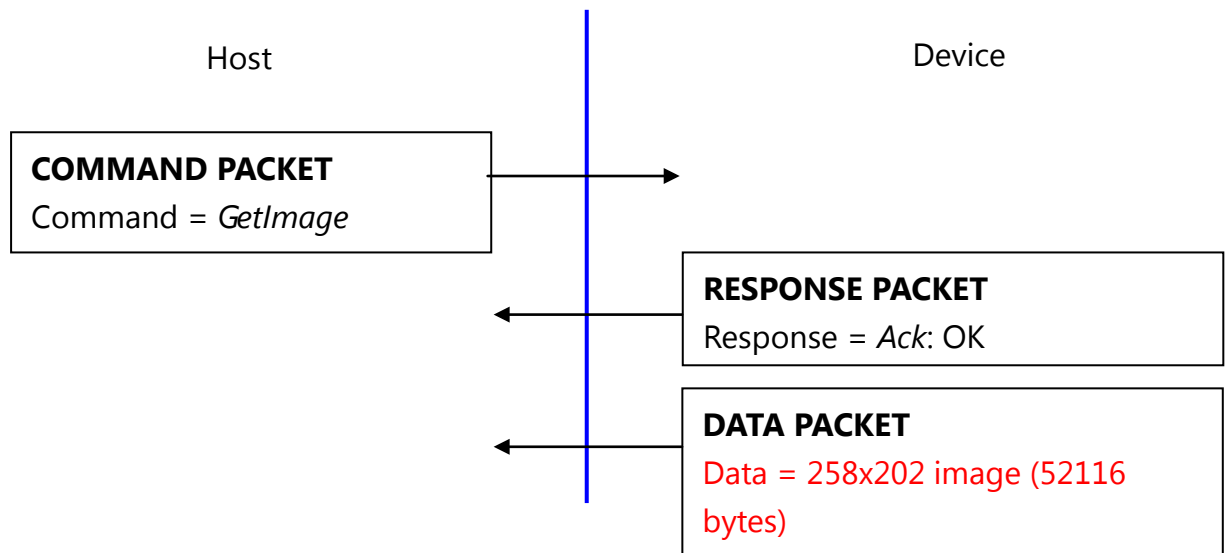 Host
Device
COMMAND PACKET
Command = GetImage
RESPONSE PACKET
Response = Ack: OK
DATA PACKET
Data = 258x202 image (52116
bytes)